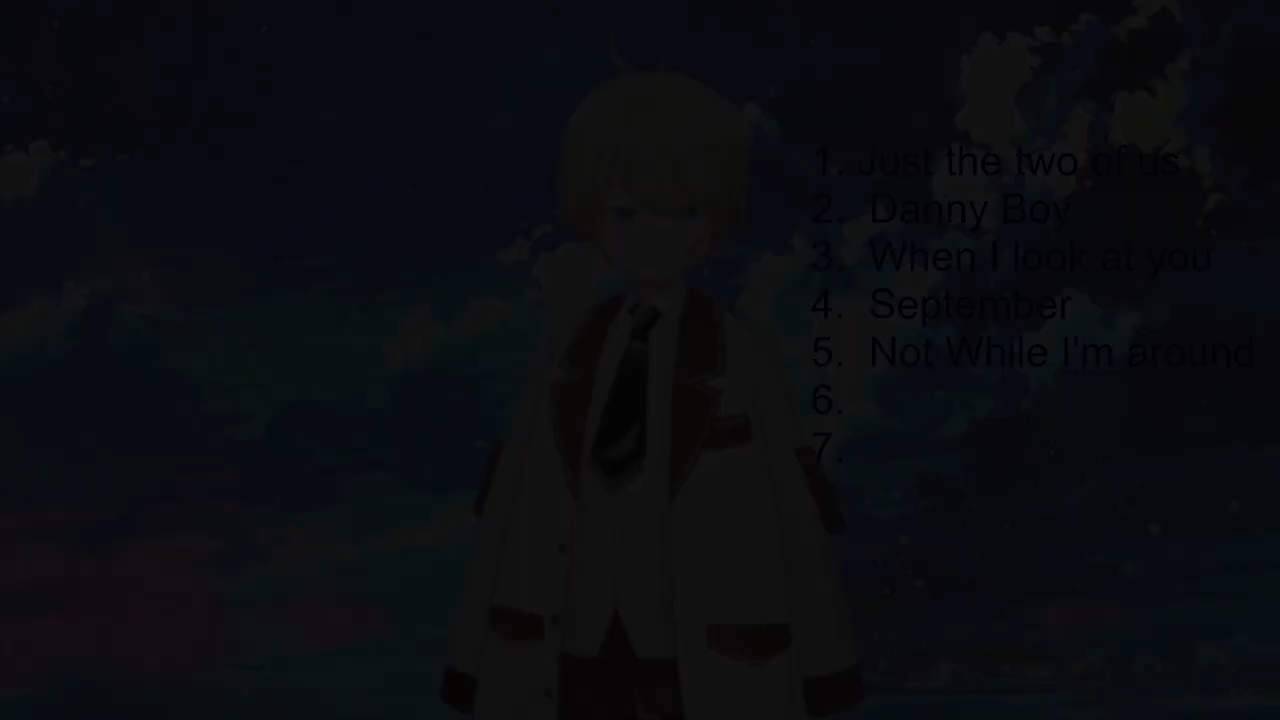 1. Just the two of us
2. Danny Boy
3. When I look at you
4. September
5. Not While I'm around
6.
7.